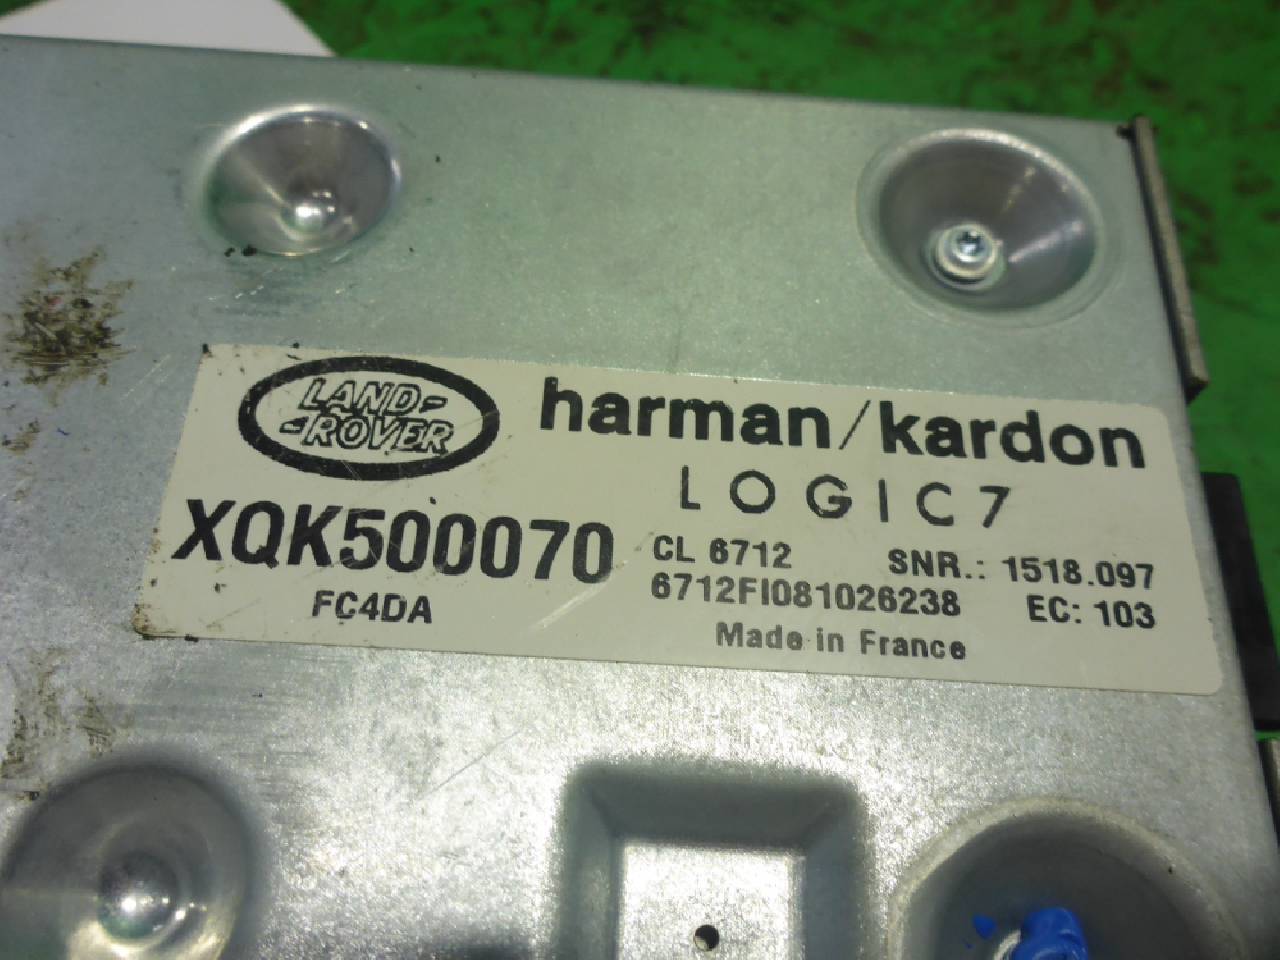 LAND-
-ROVER
harman/kardon
LOGIC7
XQK500070
CL 6712 SNR.: 1518.097
FC4DA
6712FI081026238 EC: 103
Made in France